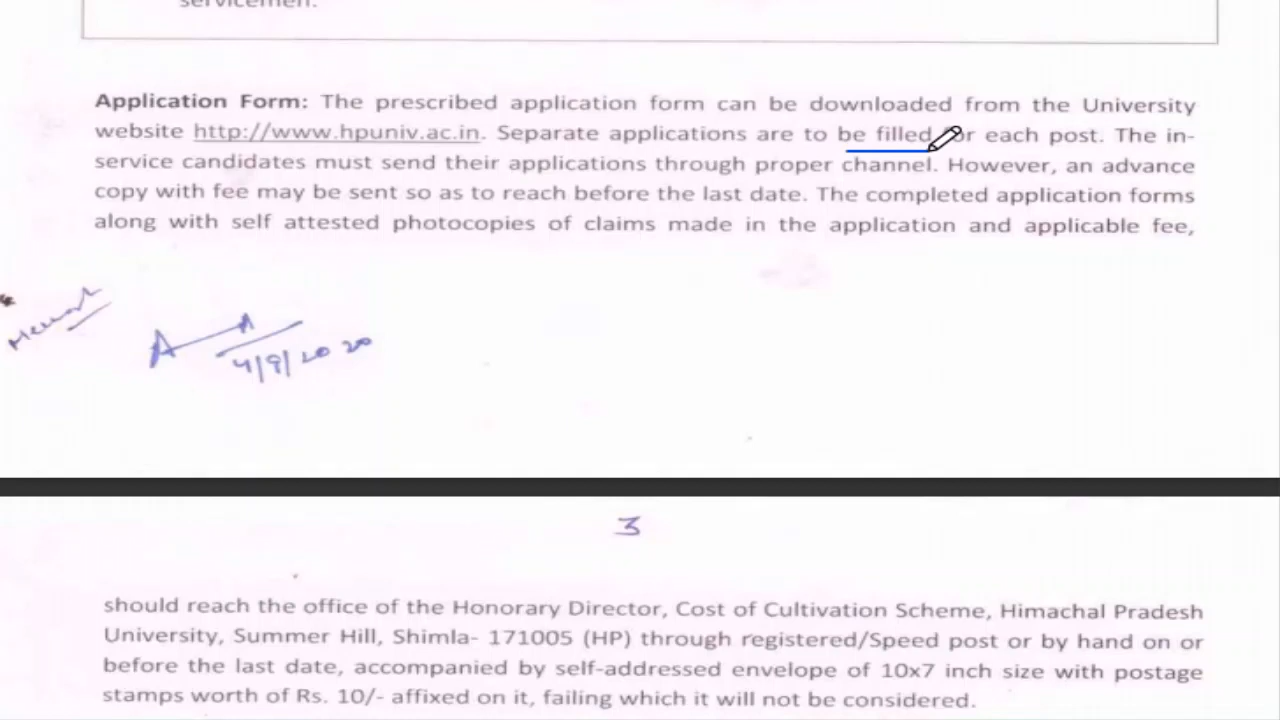 servicemen.
Application Form: The prescribed application form can be downloaded from the University
website http://www.hpuniv.ac.in. Separate applications are to be filled for each post. The in-
service candidates must send their applications through proper channel. However, an advance
copy with fee may be sent so as to reach before the last date. The completed application forms
along with self attested photocopies of claims made in the application and applicable fee,
4/9/2020
3
should reach the office of the Honorary Director, Cost of Cultivation Scheme, Himachal Pradesh
University, Summer Hill, Shimla- 171005 (HP) through registered/Speed post or by hand on or
before the last date, accompanied by self-addressed envelope of 10x7 inch size with postage
stamps worth of Rs. 10/- affixed on it, failing which it will not be considered.